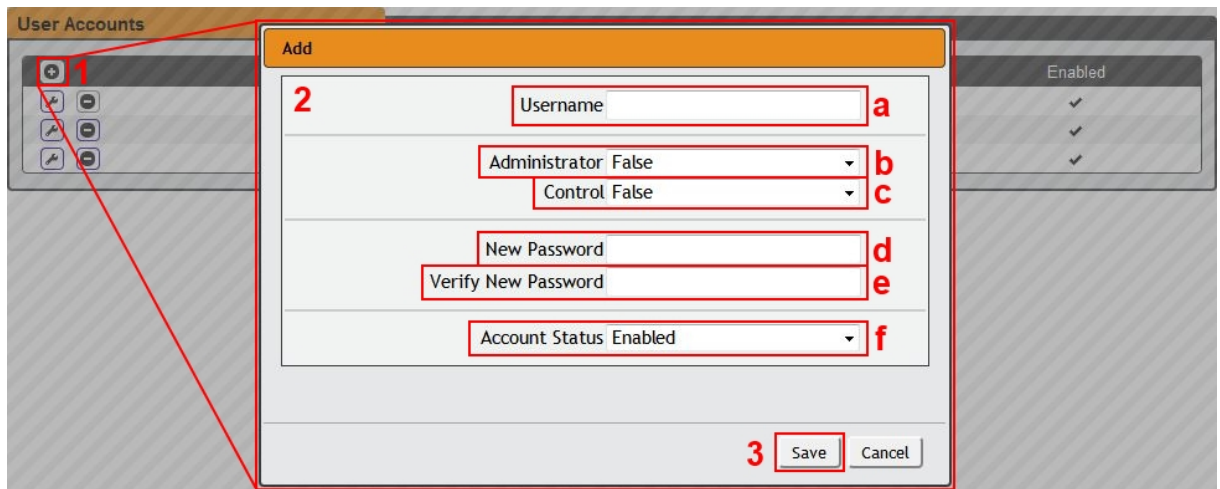 User Accounts
Add
1
Enabled
2
Username
a
Administrator False
b
Control False
c
New Password
d
Verify New Password
e
Account Status Enabled
f
3
Save
Cancel